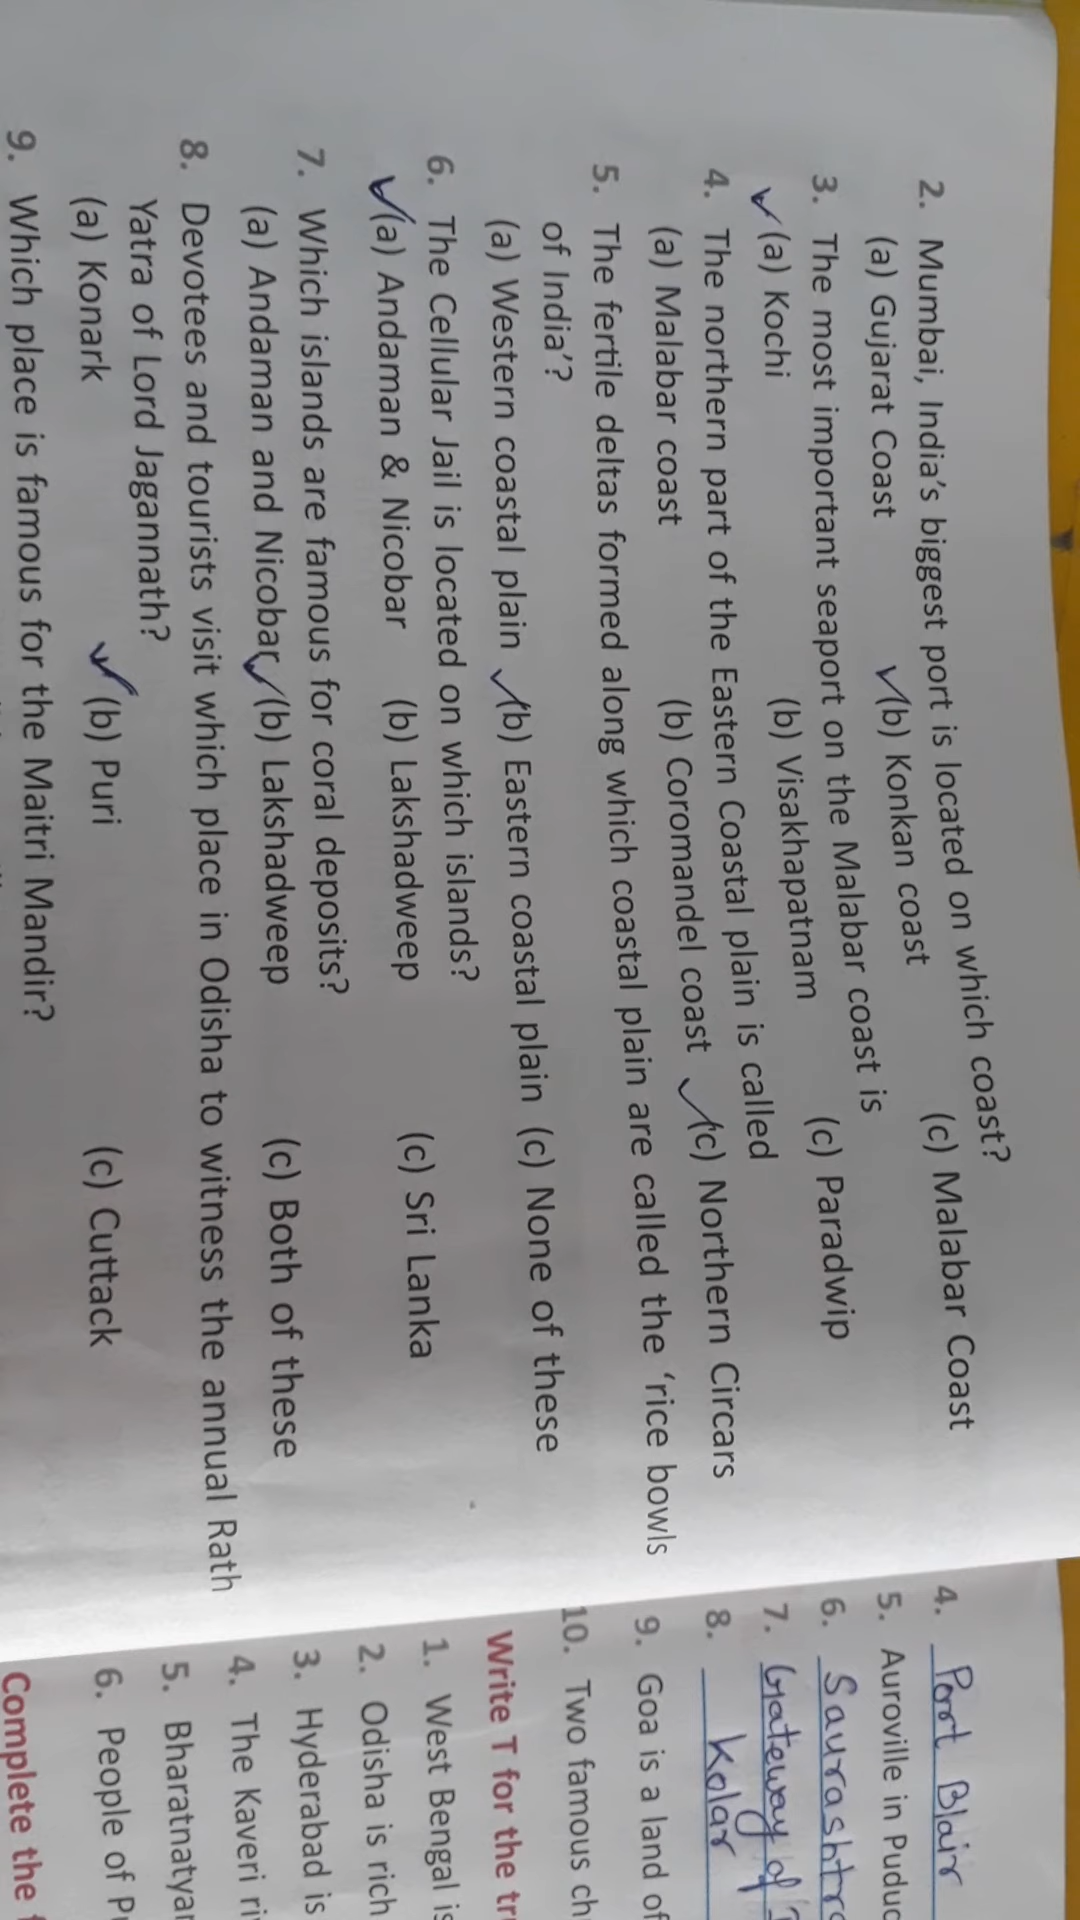 2. Mumbai, India's biggest port is located on which coast?
(a) Gujarat Coast ✓(b) Konkan coast (c) Malabar Coast
3. The most important seaport on the Malabar coast is
✓(a) Kochi (b) Visakhapatnam (c) Paradwip
4. The northern part of the Eastern Coastal plain is called
(a) Malabar coast (b) Coromandel coast ✓(c) Northern Circars
5. The fertile deltas formed along which coastal plain are called the 'rice bowls
of India'?
(a) Western coastal plain ✓(b) Eastern coastal plain (c) None of these
6. The Cellular Jail is located on which islands?
✓(a) Andaman & Nicobar (b) Lakshadweep (c) Sri Lanka
7. Which islands are famous for coral deposits?
(a) Andaman and Nicobar ✓(b) Lakshadweep (c) Both of these
8. Devotees and tourists visit which place in Odisha to witness the annual Rath
Yatra of Lord Jagannath?
(a) Konark ✓(b) Puri (c) Cuttack
9. Which place is famous for the Maitri Mandir?
4. Port Blair
5. Auroville in
6.
7. Gateway of
8. Kolar
9. Goa is a land of
10. Two famous
Write T for the
1. West Bengal
2. Odisha is rich
3. Hyderabad is
4. The Kaveri
5.
6. People of
Complete the